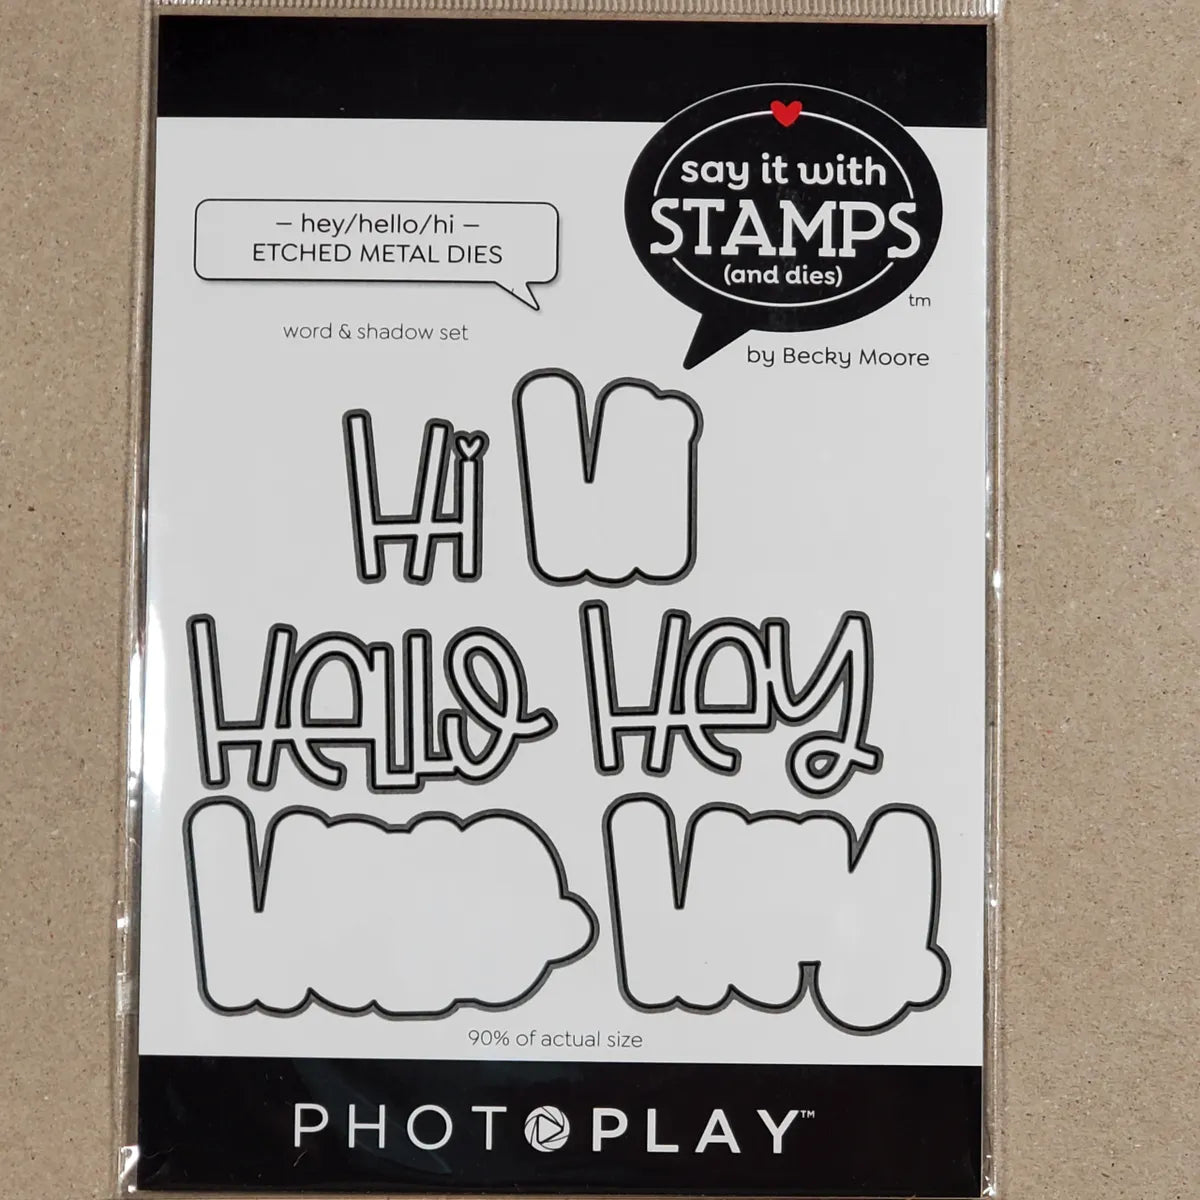 say it with
STAMPS
(and dies)
tm
by Becky Moore
– hey/hello/hi –
ETCHED METAL DIES
word & shadow set
Hi
Hello
Hey
90% of actual size
PHOTOPLAY™